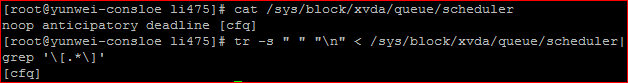 [root@yunwei-consloe li475]# cat /sys/block/xvda/queue/scheduler
noop anticipatory deadline [cfq]
[root@yunwei-consloe li475]# tr -s " " "\n" < /sys/block/xvda/queue/scheduler|
grep '\[.*\]'
[cfq]